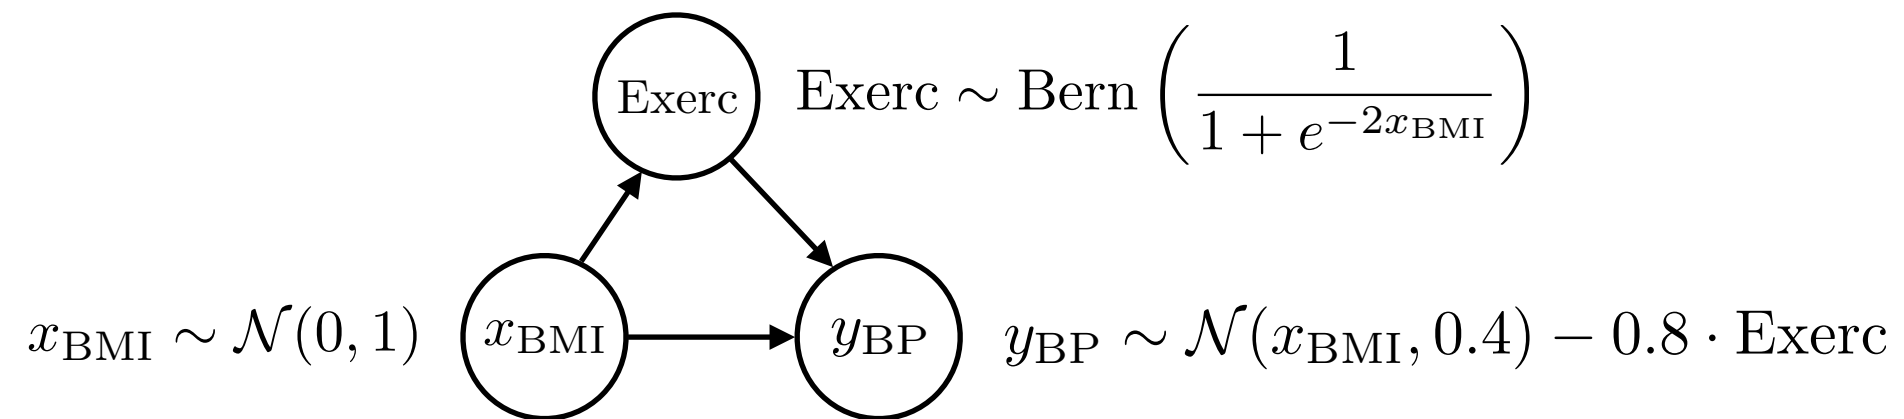 Exerc
Exerc ∼ Bern ( 1 / (1 + e^{−2x_BMI}) )
x_BMI ∼ 𝒩(0, 1)
x_BMI
y_BP
y_BP ∼ 𝒩(x_BMI, 0.4) − 0.8 · Exerc